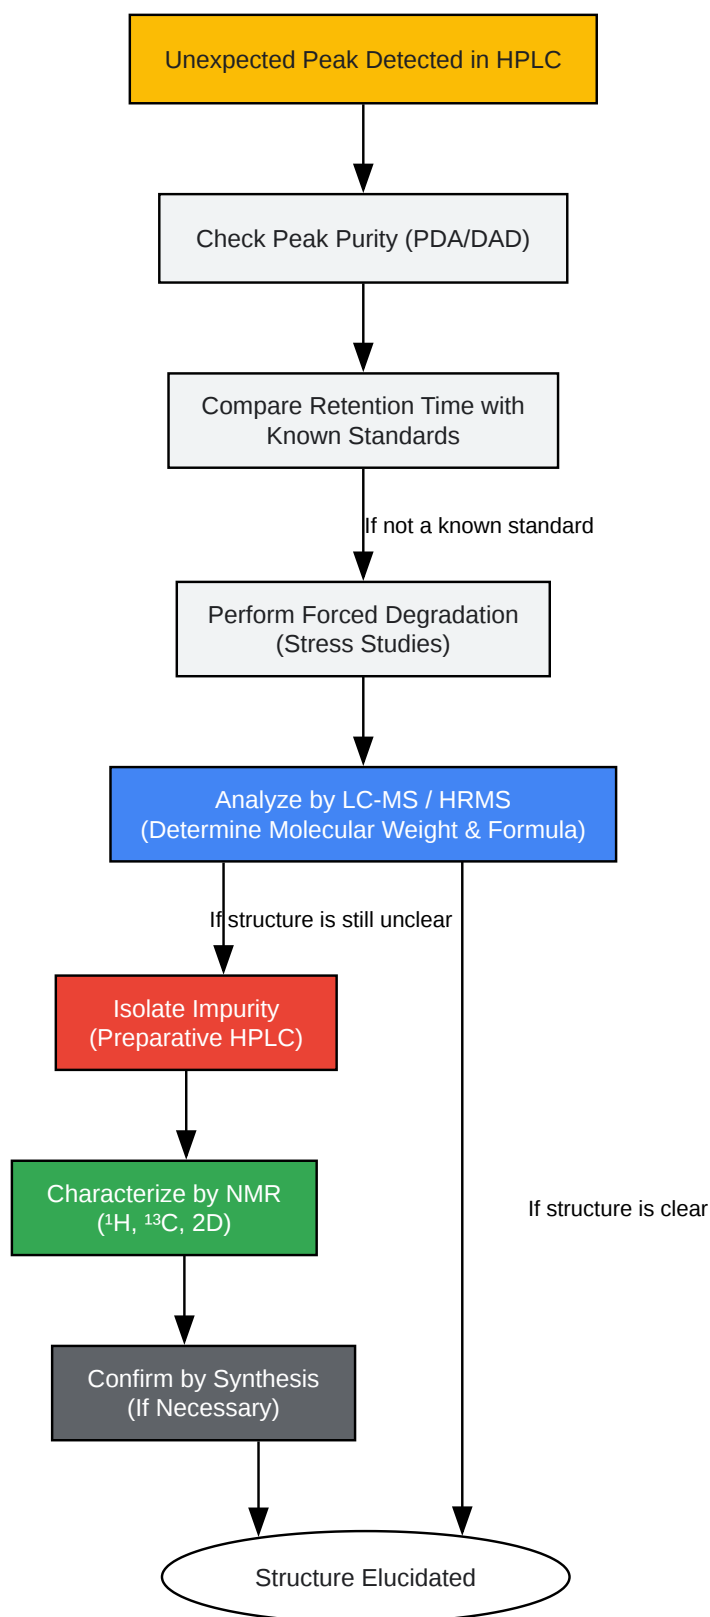 Unexpected Peak Detected in HPLC
Check Peak Purity (PDA/DAD)
Compare Retention Time with
Known Standards
If not a known standard
Perform Forced Degradation
(Stress Studies)
Analyze by LC-MS / HRMS
(Determine Molecular Weight & Formula)
If structure is still unclear
Isolate Impurity
(Preparative HPLC)
Characterize by NMR
(¹H, ¹³C, 2D)
If structure is clear
Confirm by Synthesis
(If Necessary)
Structure Elucidated